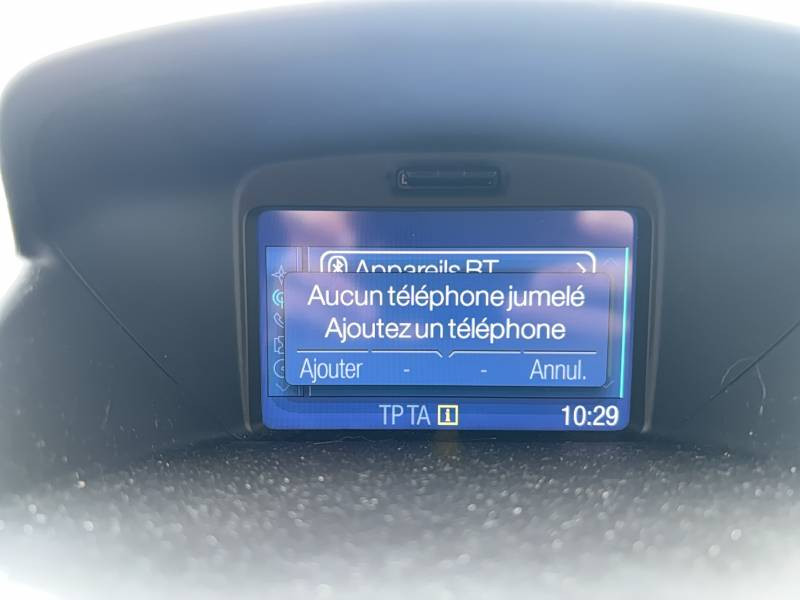 Appareils BT
Aucun téléphone jumelé
Ajoutez un téléphone
Ajouter - - Annul.
TP TA i 10:29